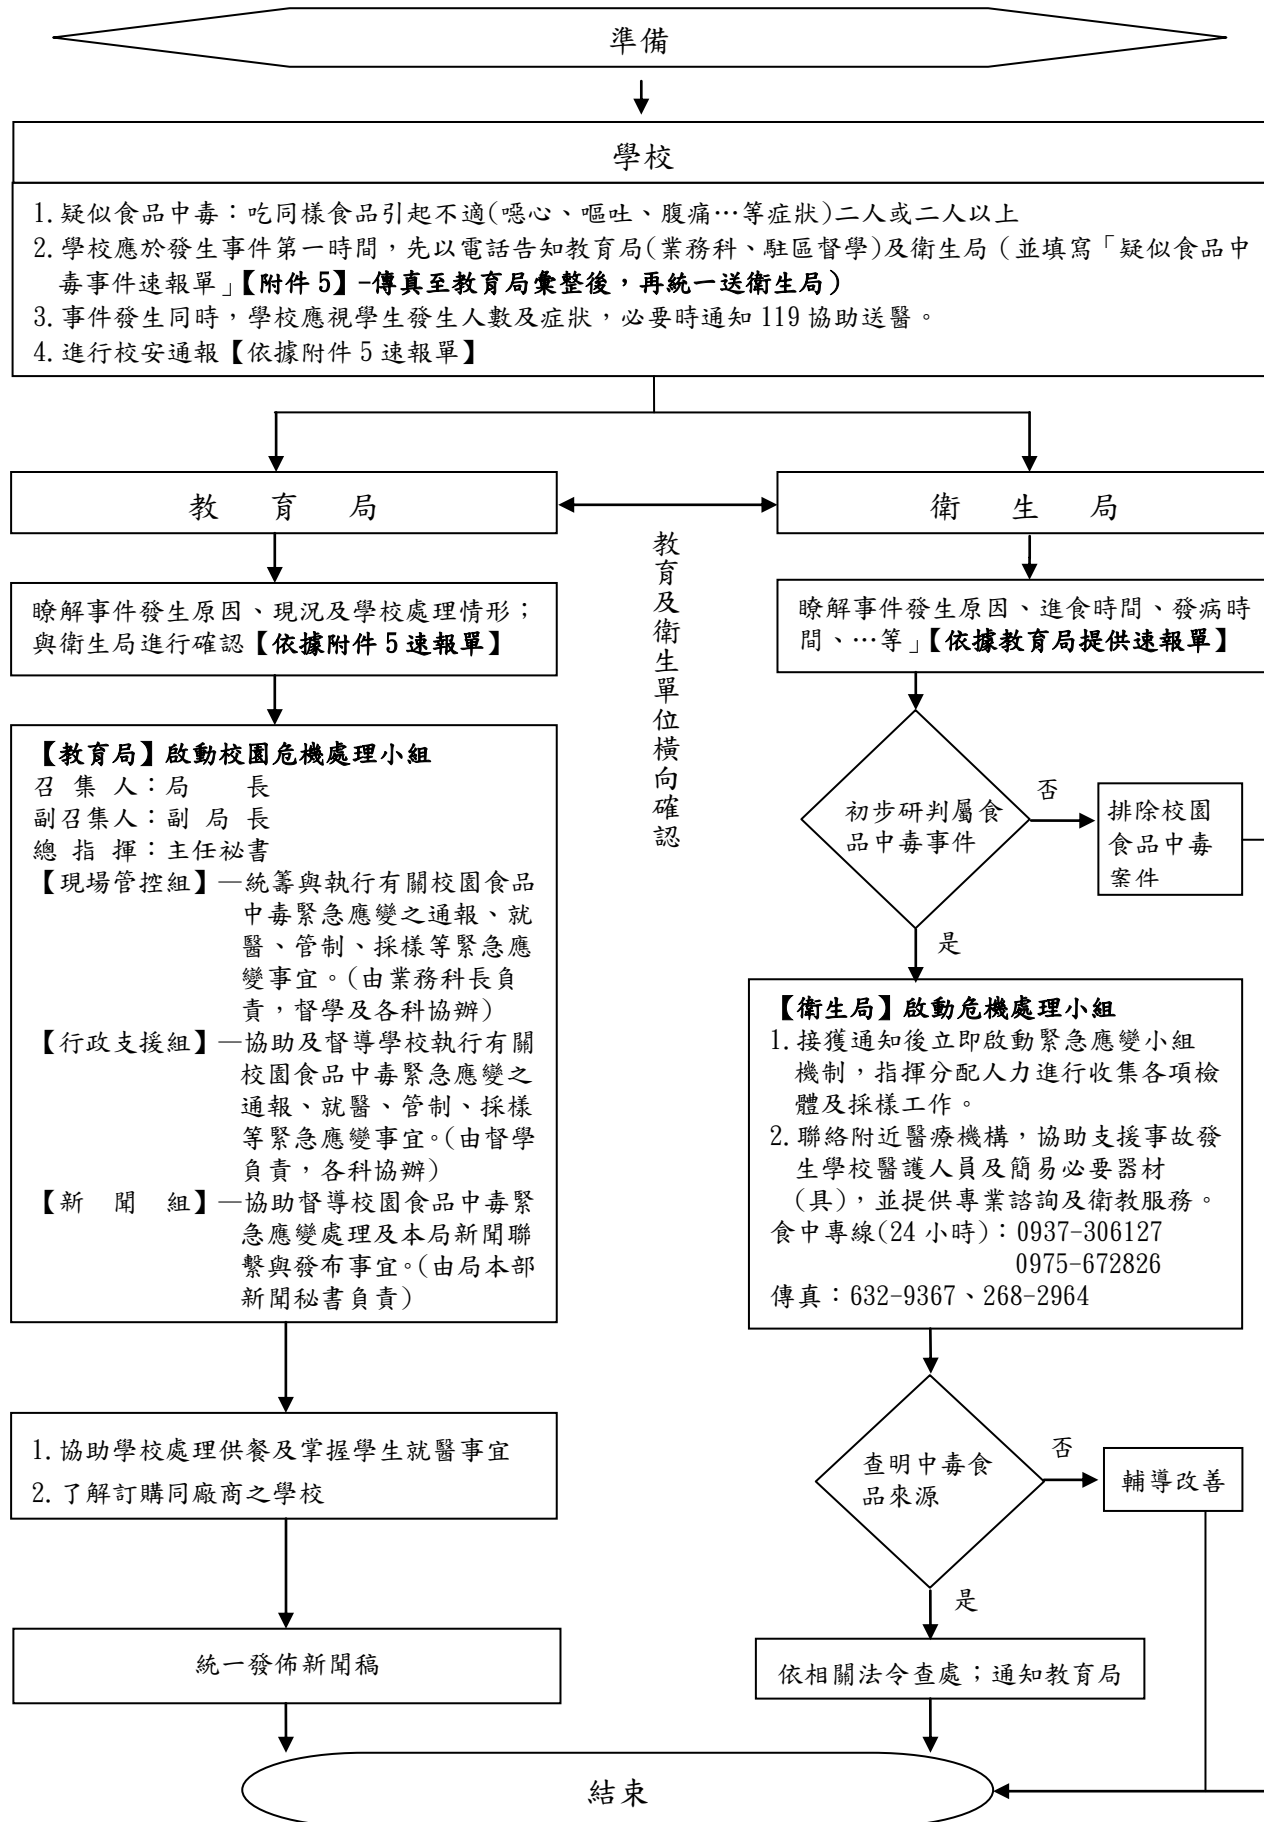 準備
學校
1.疑似食品中毒：吃同樣食品引起不適(噁心、嘔吐、腹痛…等症狀)二人或二人以上
2.學校應於發生事件第一時間，先以電話告知教育局(業務科、駐區督學)及衛生局（並填寫「疑似食品中
毒事件速報單」【附件 5】-傳真至教育局彙整後，再統一送衛生局）
3.事件發生同時，學校應視學生發生人數及症狀，必要時通知 119 協助送醫。
4.進行校安通報【依據附件 5 速報單】
教 育 局
瞭解事件發生原因、現況及學校處理情形；
與衛生局進行確認【依據附件 5 速報單】
【教育局】啟動校園危機處理小組
召 集 人：局 長
副召集人：副 局 長
總 指 揮：主任祕書
【現場管控組】—統籌與執行有關校園食品
中毒緊急應變之通報、就
醫、管制、採樣等緊急應
變事宜。(由業務科長負
責，督學及各科協辦)
【行政支援組】—協助及督導學校執行有關
校園食品中毒緊急應變之
通報、就醫、管制、採樣
等緊急應變事宜。(由督學
負責，各科協辦)
【新 聞 組】—協助督導校園食品中毒緊
急應變處理及本局新聞聯
繫與發布事宜。(由局本部
新聞秘書負責)
1.協助學校處理供餐及掌握學生就醫事宜
2.了解訂購同廠商之學校
統一發佈新聞稿
教育及衛生單位橫向確認
衛 生 局
瞭解事件發生原因、進食時間、發病時
間、…等」【依據教育局提供速報單】
初步研判屬食
品中毒事件
否
排除校園
食品中毒
案件
是
【衛生局】啟動危機處理小組
1.接獲通知後立即啟動緊急應變小組
機制，指揮分配人力進行收集各項檢
體及採樣工作。
2.聯絡附近醫療機構，協助支援事故發
生學校醫護人員及簡易必要器材
(具)，並提供專業諮詢及衛教服務。
食中專線(24 小時)：0937-306127
0975-672826
傳真：632-9367、268-2964
查明中毒食
品來源
否
輔導改善
是
依相關法令查處；通知教育局
結束